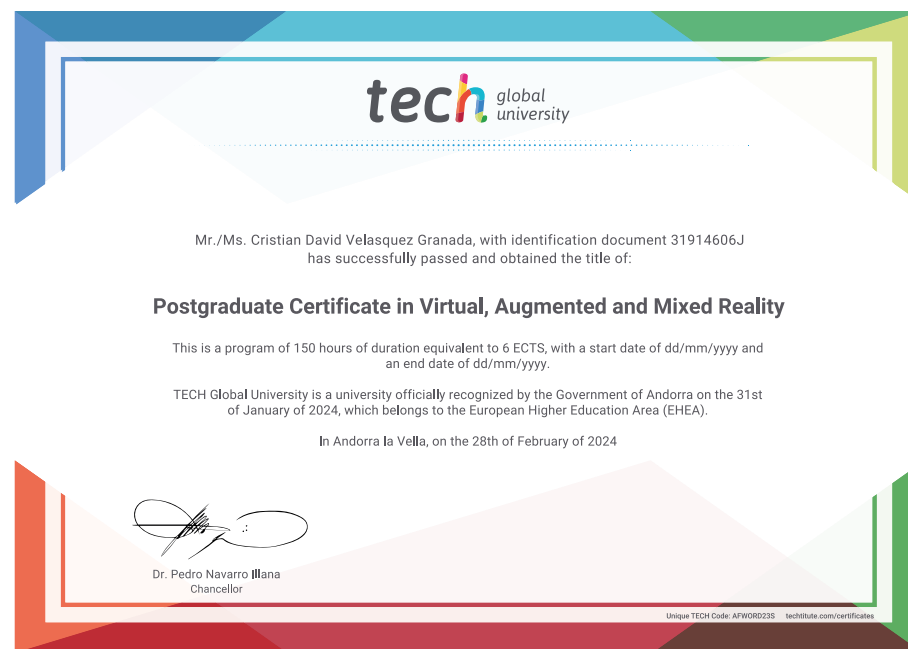 tech global university
Mr./Ms. Cristian David Velasquez Granada, with identification document 31914606J
has successfully passed and obtained the title of:
Postgraduate Certificate in Virtual, Augmented and Mixed Reality
This is a program of 150 hours of duration equivalent to 6 ECTS, with a start date of dd/mm/yyyy and
an end date of dd/mm/yyyy.
TECH Global University is a university officially recognized by the Government of Andorra on the 31st
of January of 2024, which belongs to the European Higher Education Area (EHEA).
In Andorra la Vella, on the 28th of February of 2024
Dr. Pedro Navarro Illana
Chancellor
Unique TECH Code: AFWORD23S techtitute.com/certificates